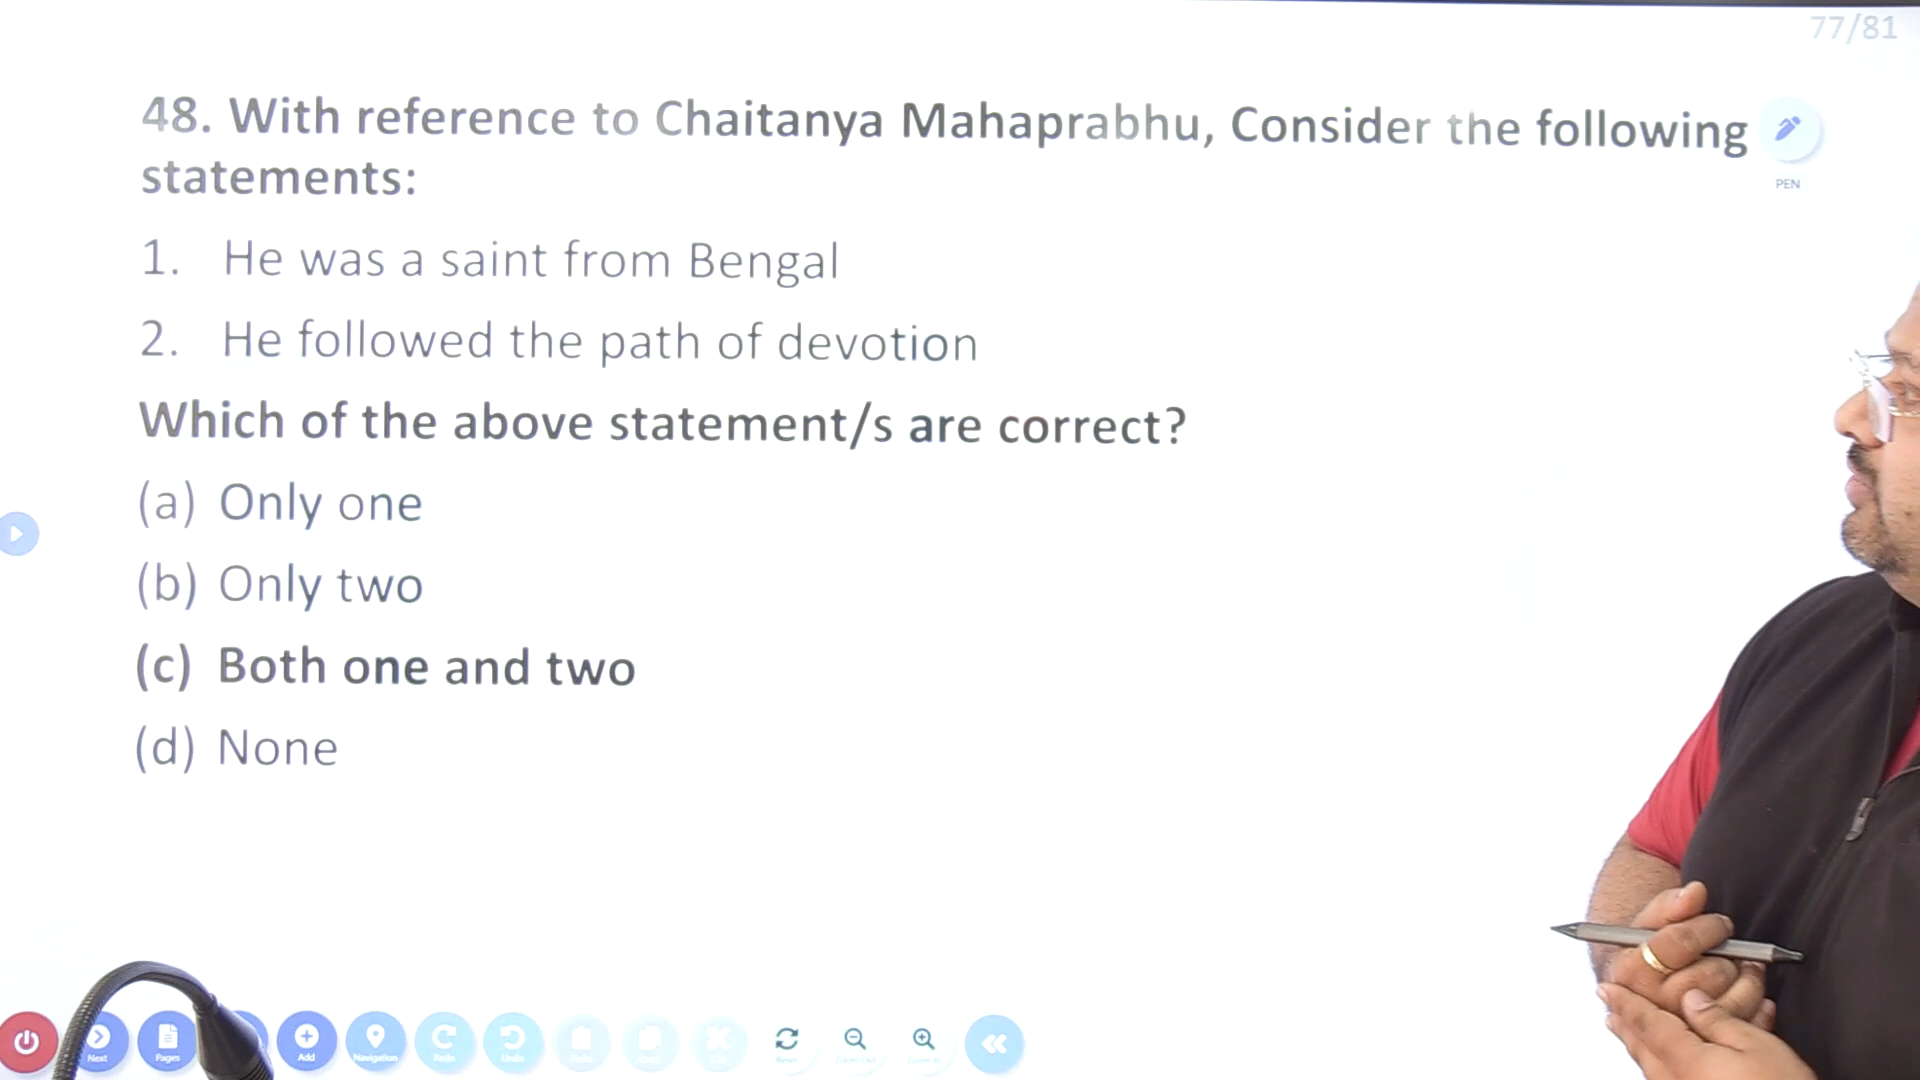 77/81
48. With reference to Chaitanya Mahaprabhu, Consider the following
statements:
PEN
1. He was a saint from Bengal
2. He followed the path of devotion
Which of the above statement/s are correct?
(a) Only one
(b) Only two
(c) Both one and two
(d) None
Next Pages Add Navigation Redo Undo